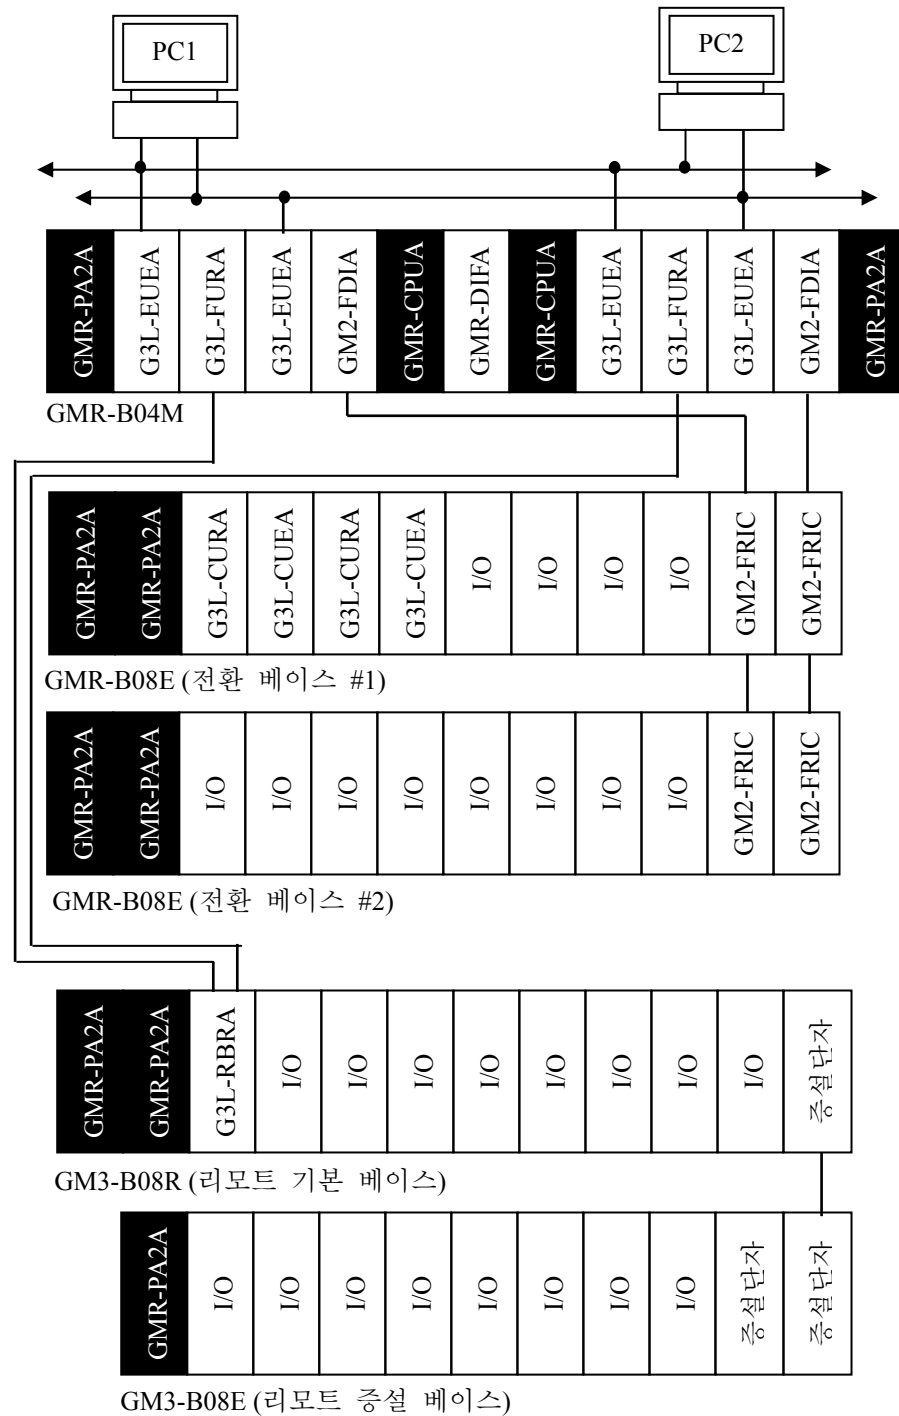 PC1
PC2
GMR-PA2A
G3L-EUEA
G3L-FURA
G3L-EUEA
GM2-FDIA
GMR-CPUA
GMR-DIFA
GMR-CPUA
G3L-EUEA
G3L-FURA
G3L-EUEA
GM2-FDIA
GMR-PA2A
GMR-B04M
GMR-PA2A
GMR-PA2A
G3L-CURA
G3L-CUEA
G3L-CURA
G3L-CUEA
I/O
I/O
I/O
I/O
GM2-FRIC
GM2-FRIC
GMR-B08E (전환 베이스 #1)
GMR-PA2A
GMR-PA2A
I/O
I/O
I/O
I/O
I/O
I/O
I/O
I/O
GM2-FRIC
GM2-FRIC
GMR-B08E (전환 베이스 #2)
GMR-PA2A
GMR-PA2A
G3L-RBRA
I/O
I/O
I/O
I/O
I/O
I/O
I/O
I/O
증설단자
GM3-B08R (리모트 기본 베이스)
GMR-PA2A
I/O
I/O
I/O
I/O
I/O
I/O
I/O
I/O
증설단자
증설단자
GM3-B08E (리모트 증설 베이스)